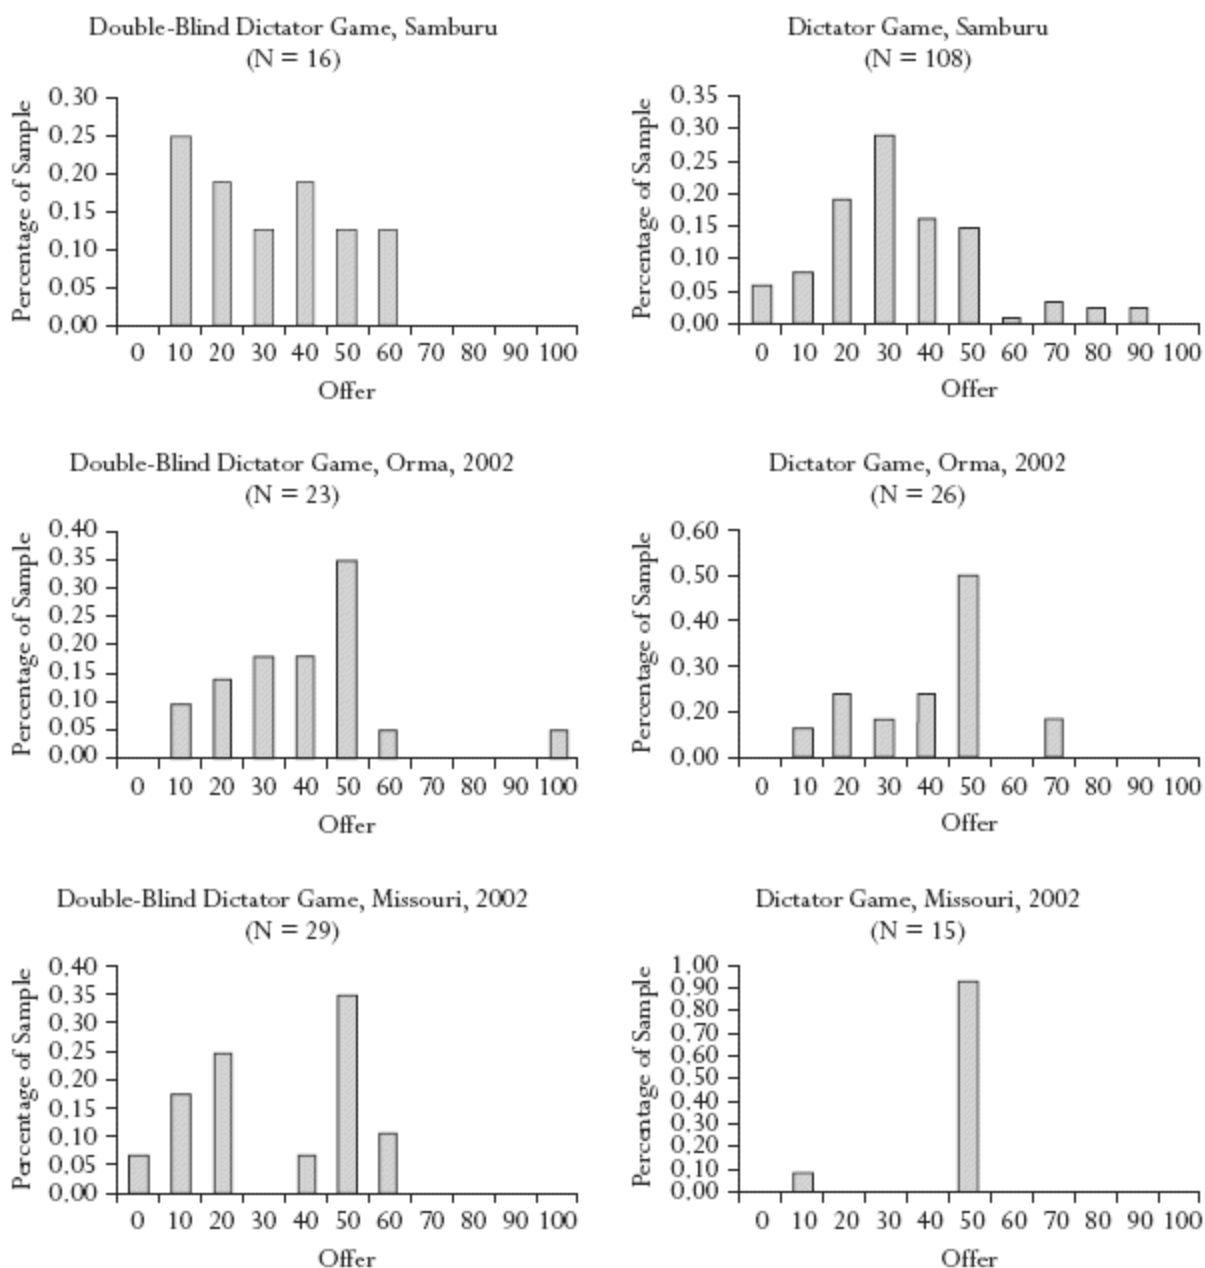 Double-Blind Dictator Game, Samburu
(N = 16)
Percentage of Sample
0.30
0.25
0.20
0.15
0.10
0.05
0.00
0 10 20 30 40 50 60 70 80 90 100
Offer
Dictator Game, Samburu
(N = 108)
Percentage of Sample
0.35
0.30
0.25
0.20
0.15
0.10
0.05
0.00
0 10 20 30 40 50 60 70 80 90 100
Offer
Double-Blind Dictator Game, Orma, 2002
(N = 23)
Percentage of Sample
0.40
0.35
0.30
0.25
0.20
0.15
0.10
0.05
0.00
0 10 20 30 40 50 60 70 80 90 100
Offer
Dictator Game, Orma, 2002
(N = 26)
Percentage of Sample
0.60
0.50
0.40
0.30
0.20
0.00
0 10 20 30 40 50 60 70 80 90 100
Offer
Double-Blind Dictator Game, Missouri, 2002
(N = 29)
Percentage of Sample
0.40
0.35
0.30
0.25
0.20
0.15
0.10
0.05
0.00
0 10 20 30 40 50 60 70 80 90 100
Offer
Dictator Game, Missouri, 2002
(N = 15)
Percentage of Sample
1.00
0.90
0.80
0.70
0.60
0.50
0.40
0.30
0.20
0.10
0.00
0 10 20 30 40 50 60 70 80 90 100
Offer